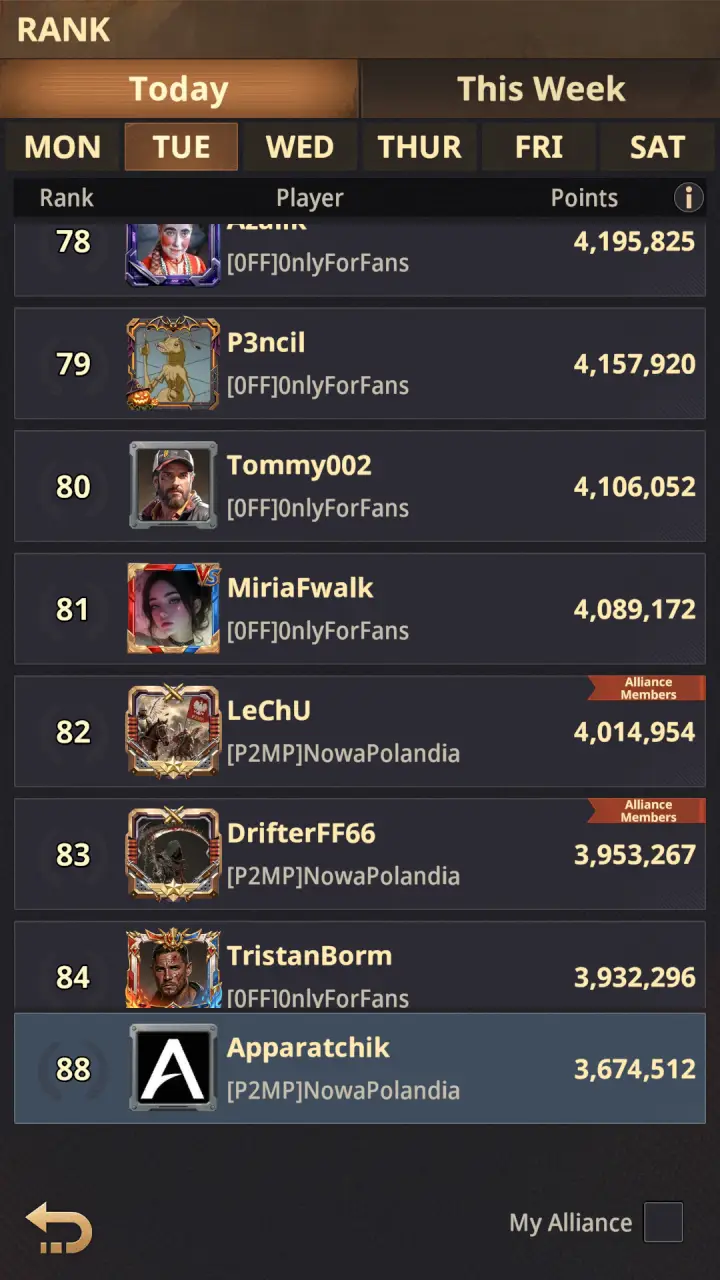 RANK
Today
This Week
MON
TUE
WED
THUR
FRI
SAT
Rank
Player
Points
78
[0FF]0nlyForFans
4,195,825
79
P3ncil
[0FF]0nlyForFans
4,157,920
80
Tommy002
[0FF]0nlyForFans
4,106,052
81
VS
MiriaFwalk
[0FF]0nlyForFans
4,089,172
82
LeChU
[P2MP]NowaPolandia
Alliance
Members
4,014,954
83
DrifterFF66
[P2MP]NowaPolandia
Alliance
Members
3,953,267
84
TristanBorm
[0FF]0nlyForFans
3,932,296
88
Apparatchik
[P2MP]NowaPolandia
3,674,512
My Alliance